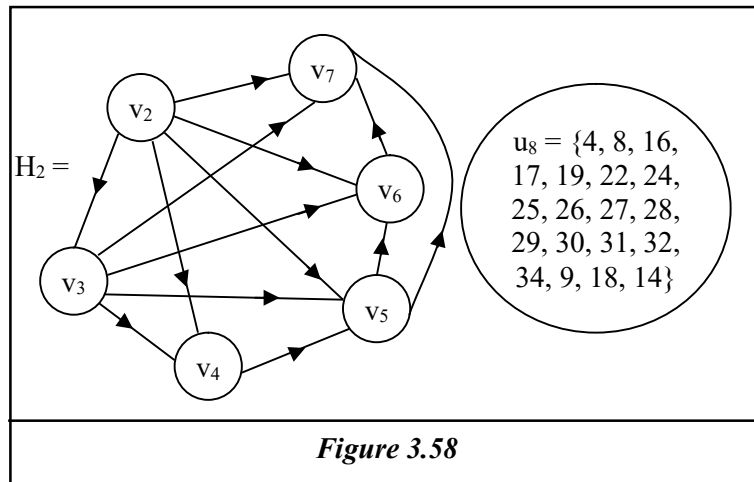 v₇
v₂
H₂ =
v₆
v₃
v₅
v₄
u₈ = {4, 8, 16,
17, 19, 22, 24,
25, 26, 27, 28,
29, 30, 31, 32,
34, 9, 18, 14}
Figure 3.58